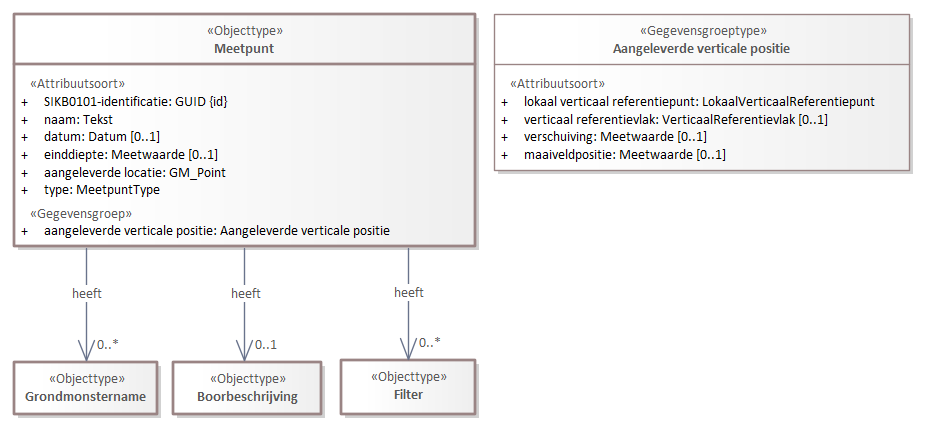 «Objecttype»
Meetpunt
«Attribuutsoort»
+ SIKB0101-identificatie: GUID {id}
+ naam: Tekst
+ datum: Datum [0..1]
+ einddiepte: Meetwaarde [0..1]
+ aangeleverde locatie: GM_Point
+ type: MeetpuntType
«Gegevensgroep»
+ aangeleverde verticale positie: Aangeleverde verticale positie
«Gegevensgroeptype»
Aangeleverde verticale positie
«Attribuutsoort»
+ lokaal verticaal referentiepunt: LokaalVerticaalReferentiepunt
+ verticaal referentievlak: VerticaalReferentievlak [0..1]
+ verschuiving: Meetwaarde [0..1]
+ maaiveldpositie: Meetwaarde [0..1]
heeft
heeft
heeft
0..*
0..1
0..*
«Objecttype»
Grondmonstername
«Objecttype»
Boorbeschrijving
«Objecttype»
Filter